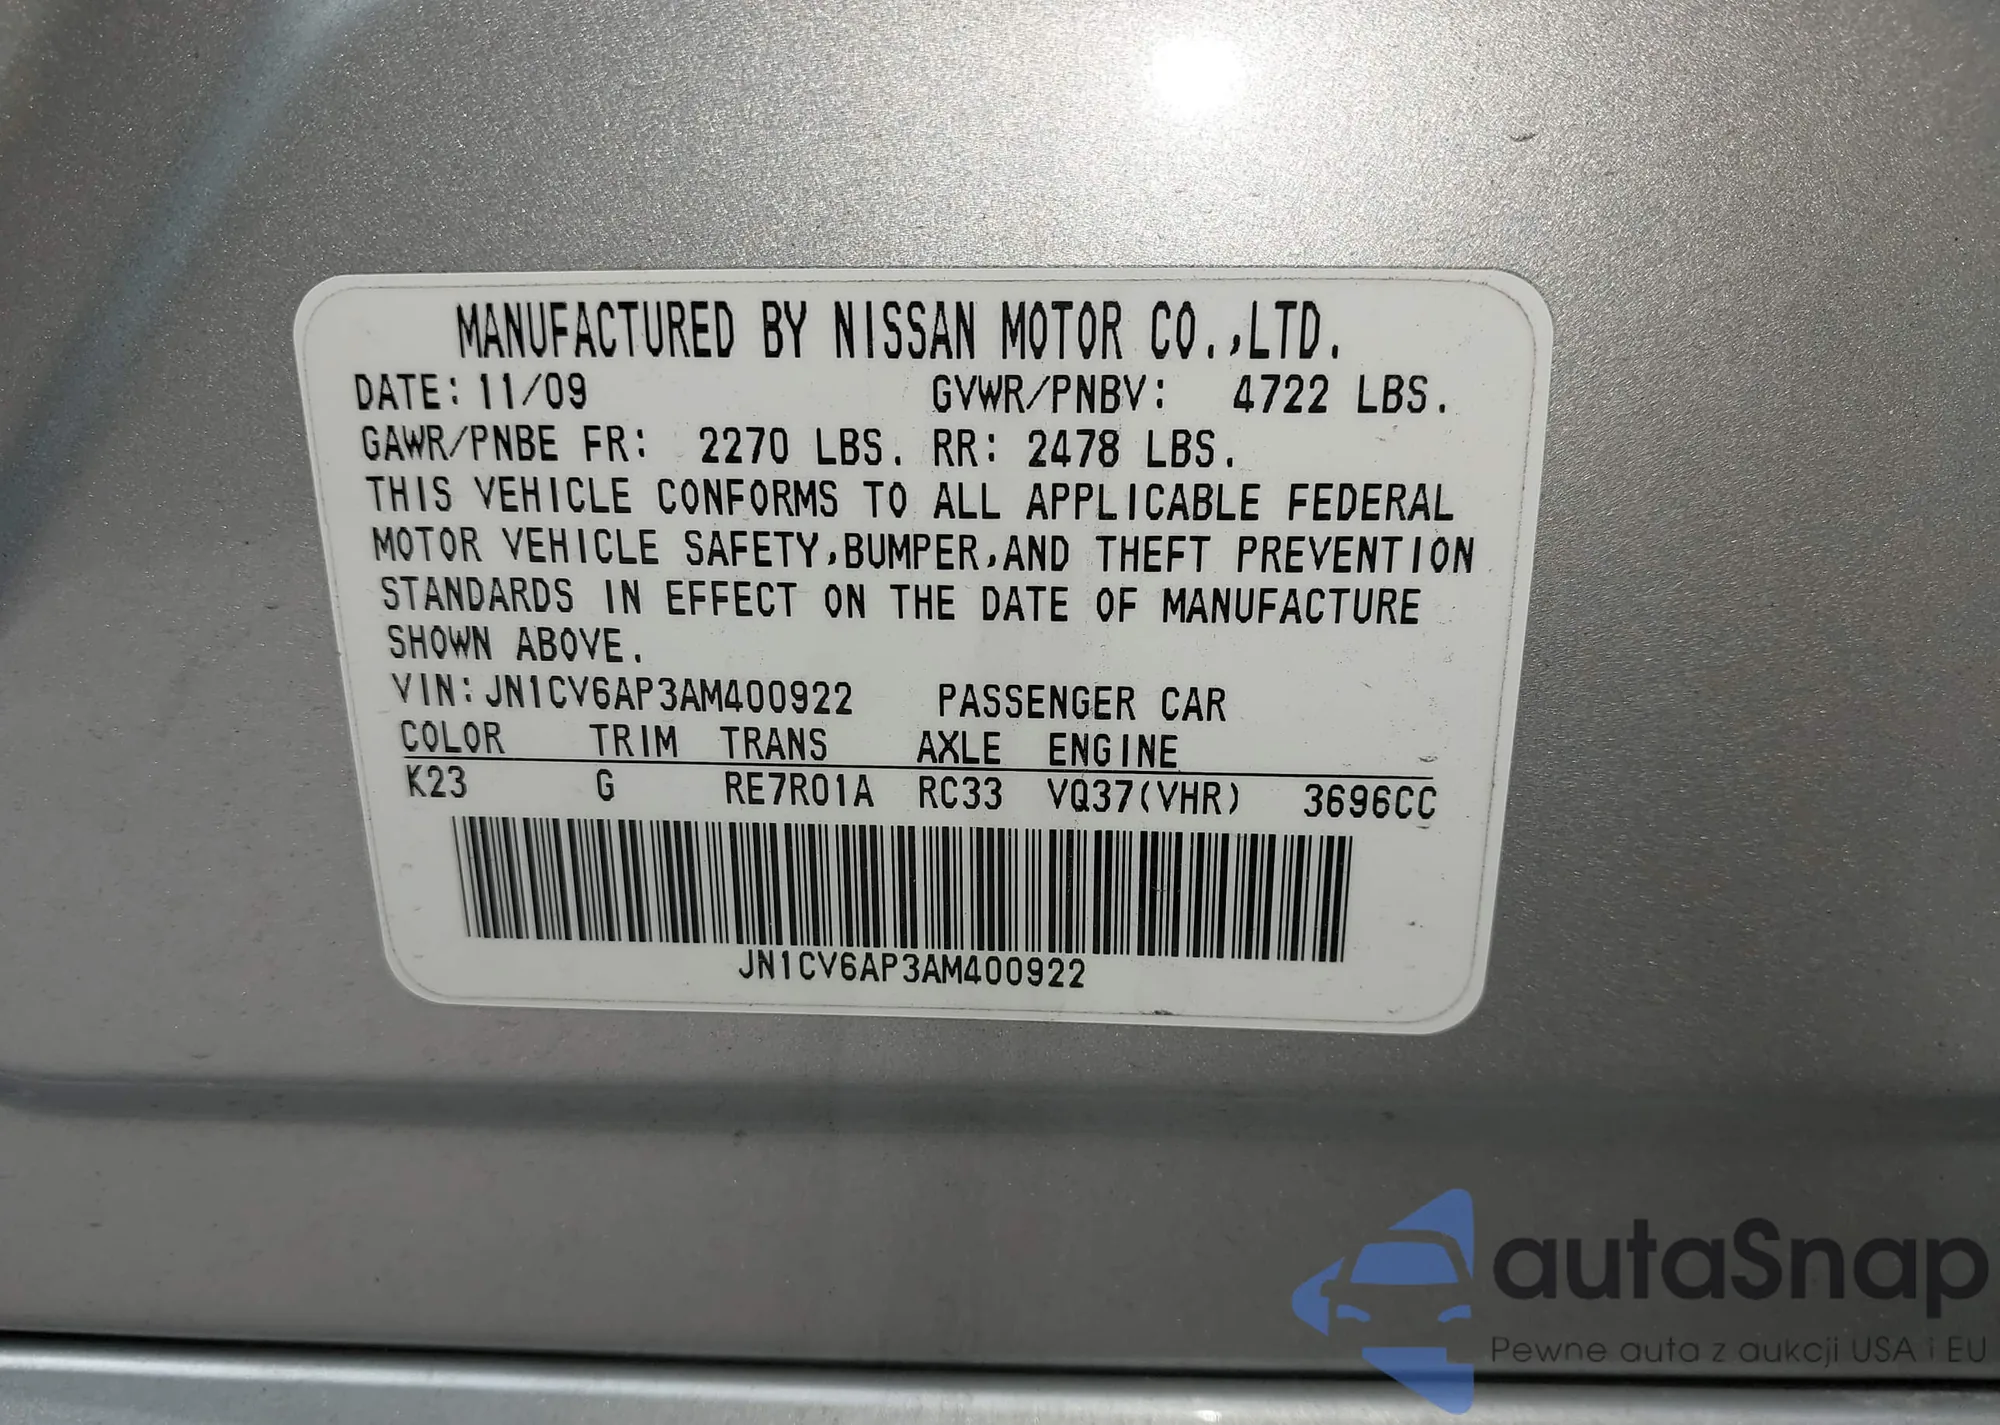 MANUFACTURED BY NISSAN MOTOR CO.,LTD.
DATE: 11/09 GVWR/PNBV: 4722 LBS.
GAWR/PNBE FR: 2270 LBS. RR: 2478 LBS.
THIS VEHICLE CONFORMS TO ALL APPLICABLE FEDERAL
MOTOR VEHICLE SAFETY,BUMPER,AND THEFT PREVENTION
STANDARDS IN EFFECT ON THE DATE OF MANUFACTURE
SHOWN ABOVE.
VIN: JN1CV6AP3AM400922 PASSENGER CAR
COLOR TRIM TRANS AXLE ENGINE
K23 G RE7R01A RC33 VQ37(VHR) 3696CC
JN1CV6AP3AM400922
autaSnap
Pewne auta z aukcji USA i EU